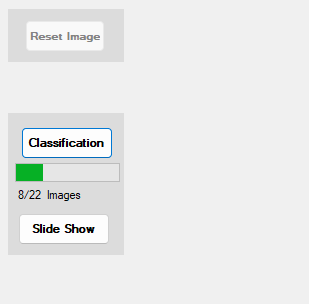 Reset Image
Classification
8/22 Images
Slide Show